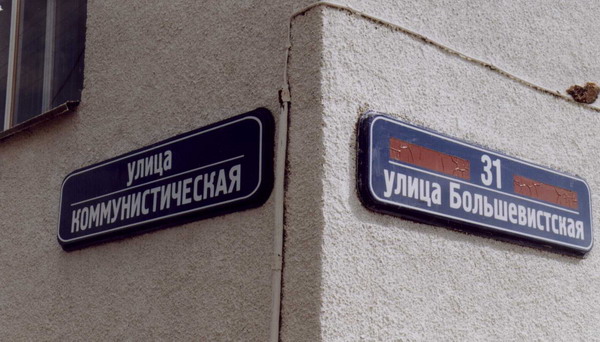 улица
КОММУНИСТИЧЕСКАЯ
31
улица Большевистская